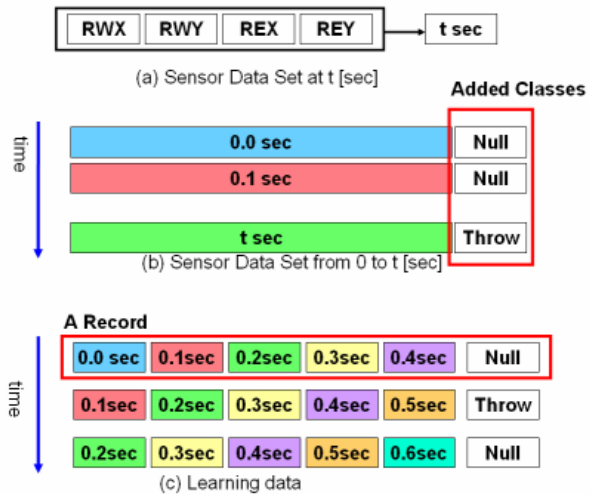 RWX RWY REX REY t sec
(a) Sensor Data Set at t [sec]
Added Classes
time
0.0 sec Null
0.1 sec Null
t sec Throw
(b) Sensor Data Set from 0 to t [sec]
A Record
time
0.0 sec 0.1sec 0.2sec 0.3sec 0.4sec Null
0.1sec 0.2sec 0.3sec 0.4sec 0.5sec Throw
0.2sec 0.3sec 0.4sec 0.5sec 0.6sec Null
(c) Learning data